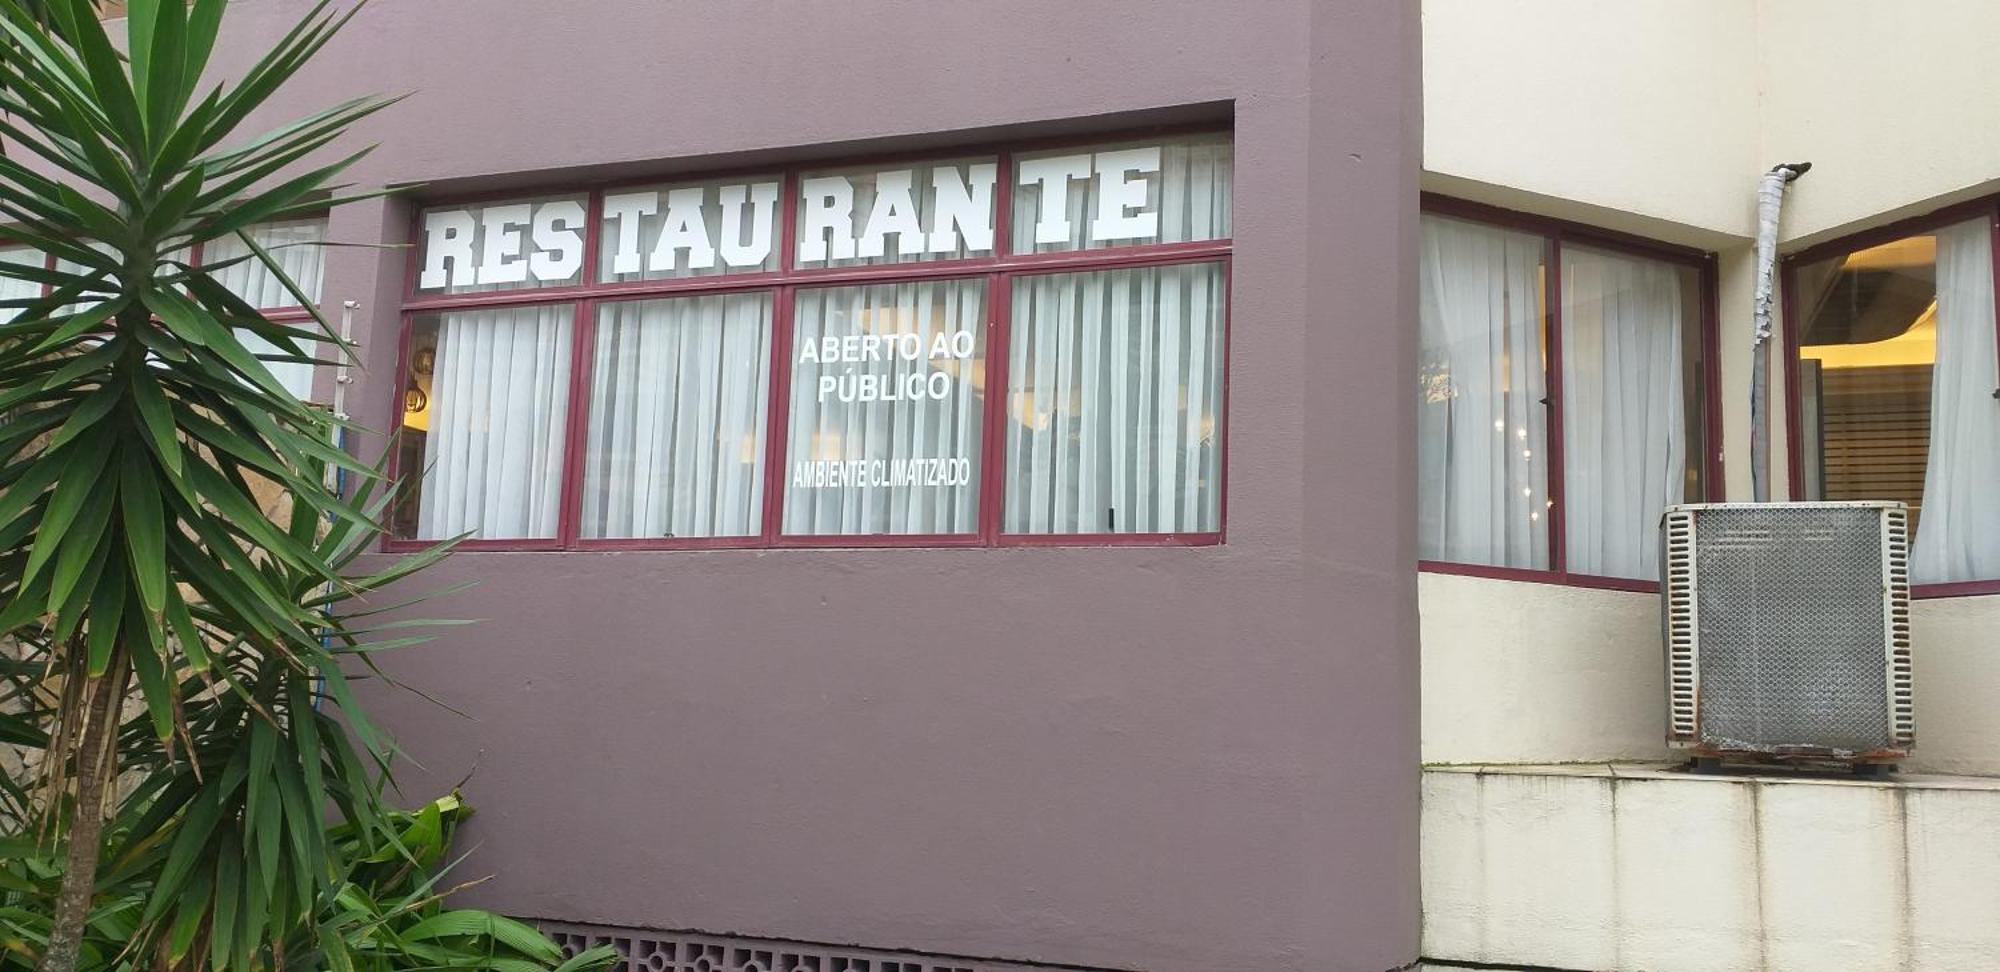 RESTAURANTE
ABERTO AO
PÚBLICO
AMBIENTE CLIMATIZADO